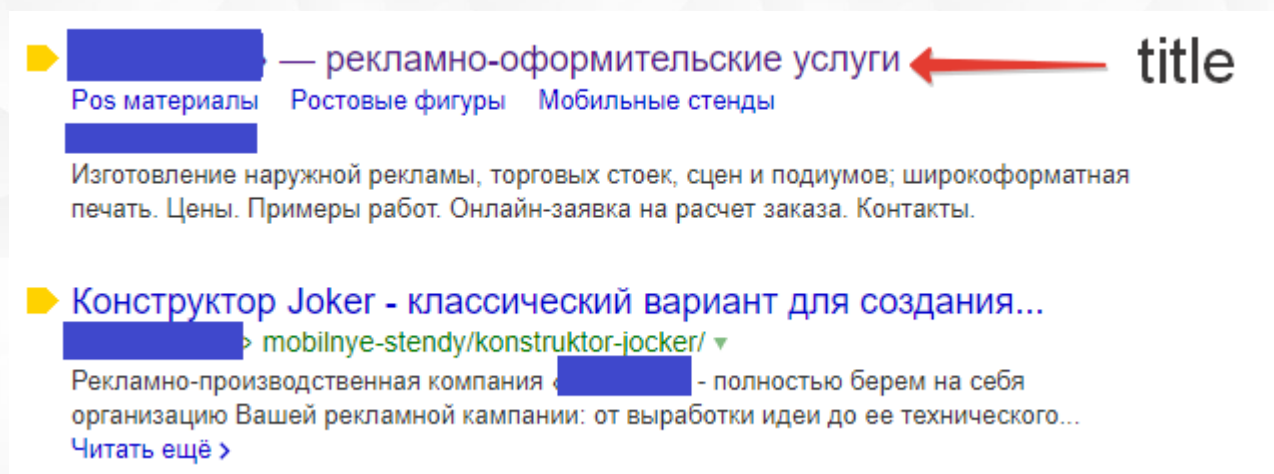 — рекламно-оформительские услуги title
Pos материалы Ростовые фигуры Мобильные стенды
Изготовление наружной рекламы, торговых стоек, сцен и подиумов; широкоформатная
печать. Цены. Примеры работ. Онлайн-заявка на расчет заказа. Контакты.
Конструктор Joker - классический вариант для создания...
› mobilnye-stendy/konstruktor-jocker/
Рекламно-производственная компания « - полностью берем на себя
организацию Вашей рекламной кампании: от выработки идеи до ее технического...
Читать ещё ›